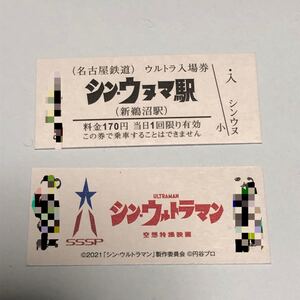 (名古屋鉄道) ウルトラ入場券
シン・ウヌマ駅
(新鵜沼駅)
料金170円 当日1回限り有効
この券で乗車することはできません
・入
シンウヌ
小
SSSP
ULTRAMAN
シン・ウルトラマン
空想特撮映画
©2021「シン・ウルトラマン」製作委員会 ©円谷プロ